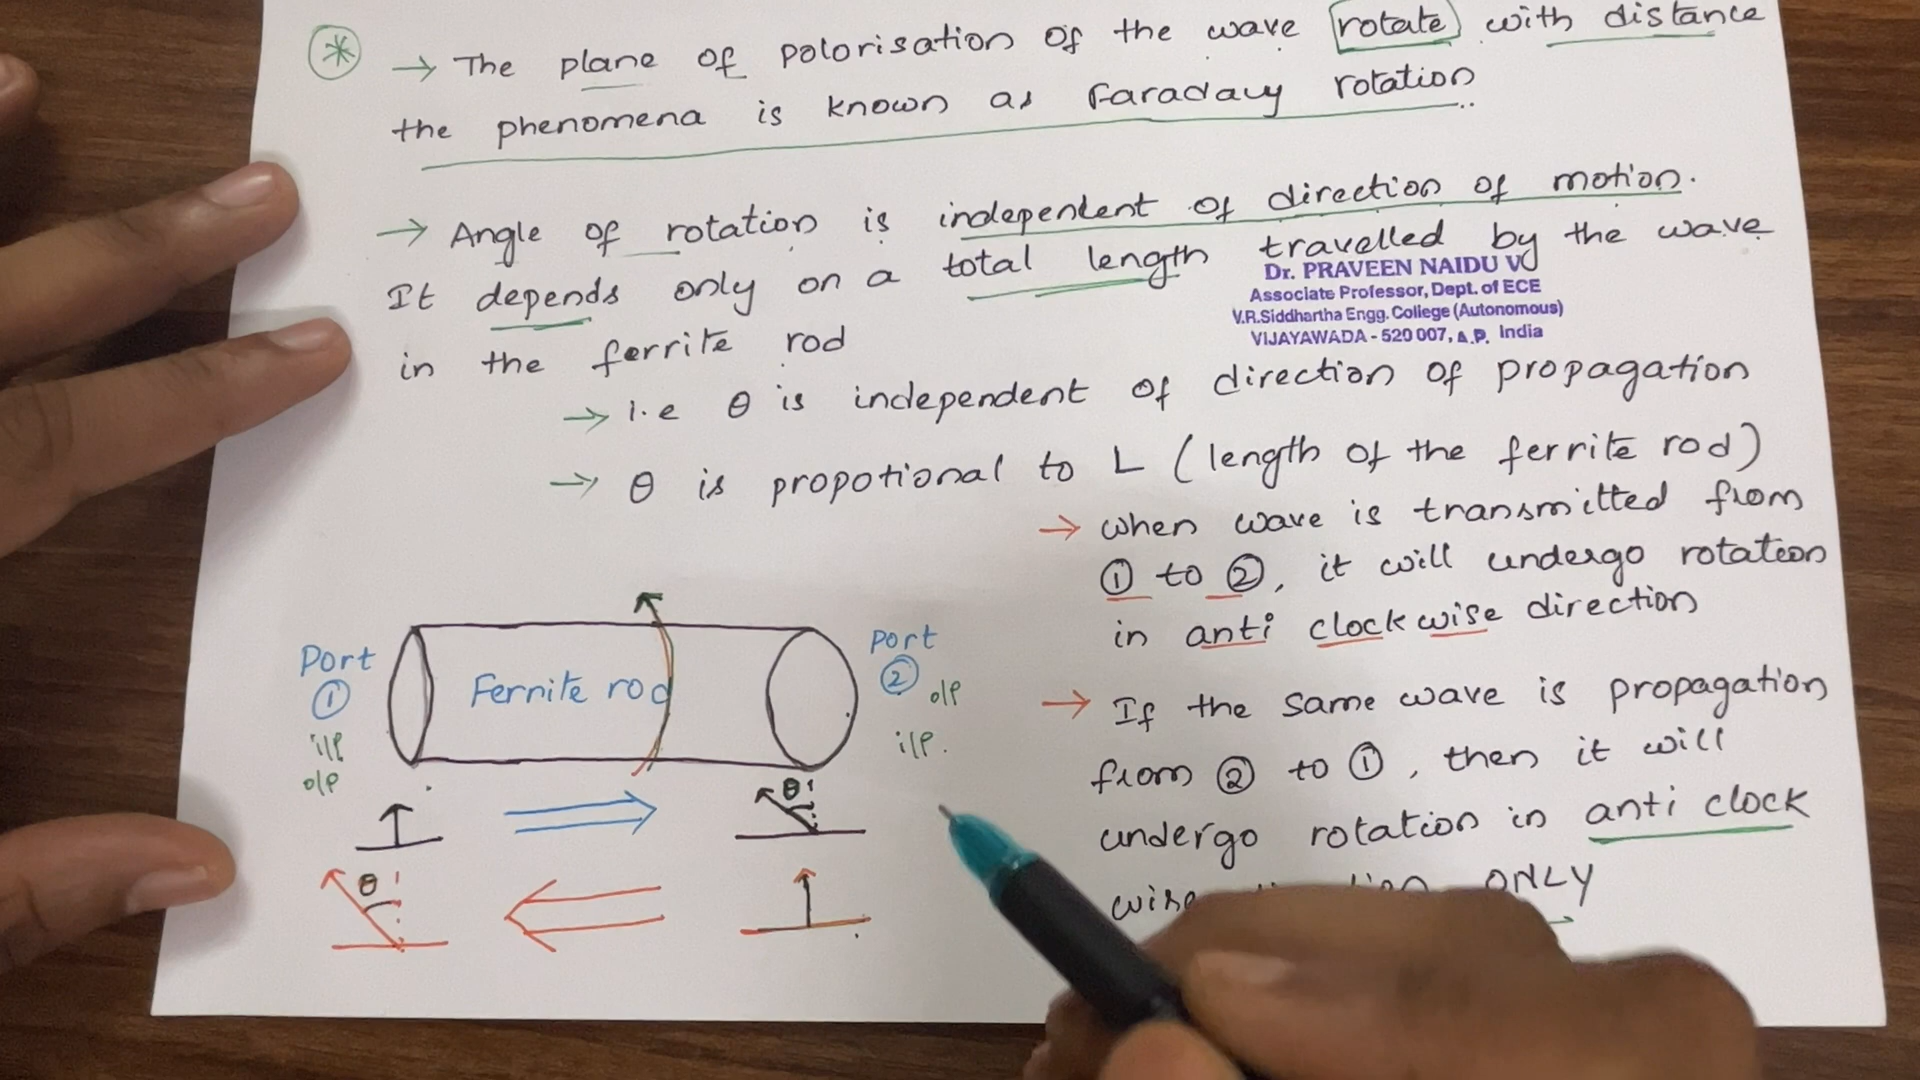 * → The plane of polorisation of the wave rotate with distance
the phenomena is known as Faraday rotation
→ Angle of rotation is independent of direction of motion.
It depends only on a total length travelled by the wave
Dr. PRAVEEN NAIDU V
Associate Professor, Dept. of ECE
V.R.Siddhartha Engg. College (Autonomous)
VIJAYAWADA - 520 007, A.P. India
in the ferrite rod
→ i.e θ is independent of direction of propagation
→ θ is propotional to L (length of the ferrite rod)
→ when wave is transmitted from
① to ②, it will undergo rotation
in anti clockwise direction
→ If the same wave is propagation
from ② to ①, then it will
undergo rotation in anti clock
wise ONLY
Port
①
i/p
o/p
Ferrite rod
Port
②
o/p
i/p.
θ
θ